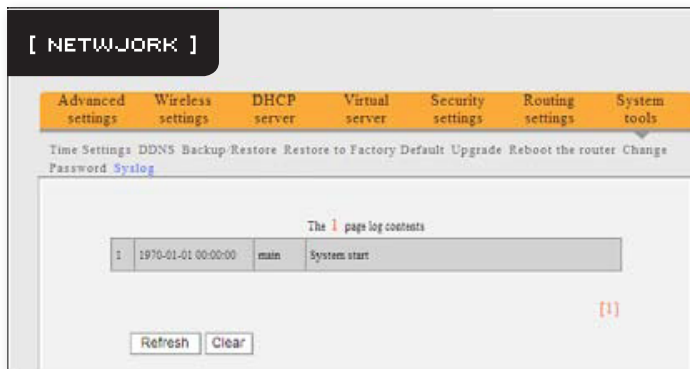 [ NETWJORK ]
Advanced settings Wireless settings DHCP server Virtual server Security settings Routing settings System tools
Time Settings DDNS Backup/Restore Restore to Factory Default Upgrade Reboot the router Change
Password Syslog
The 1 page log contents
1 1970-01-01 00:00:00 main System start
[1]
Refresh Clear